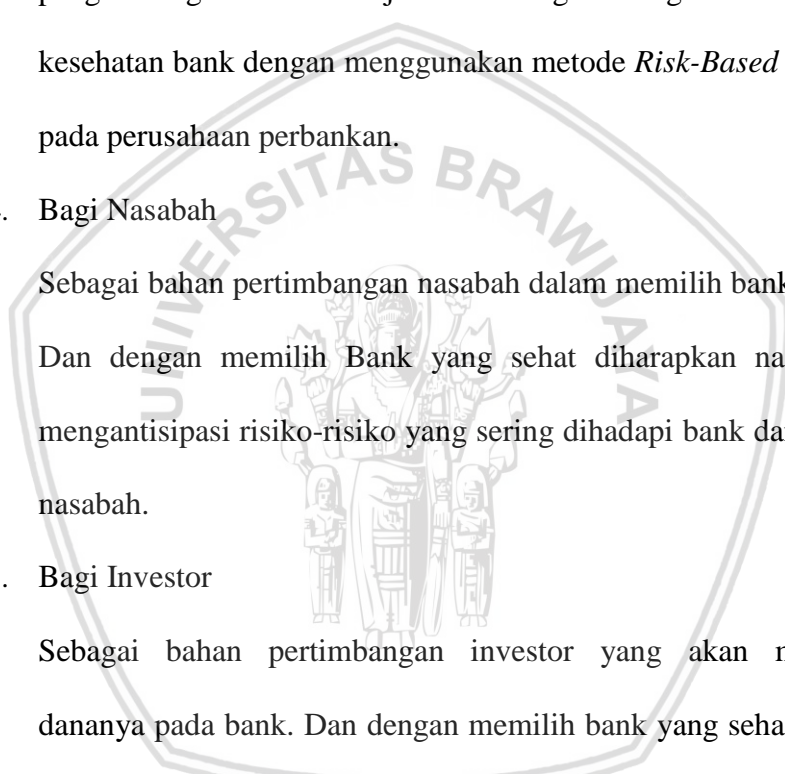 kesehatan bank dengan menggunakan metode Risk-Based
pada perusahaan perbankan.
Bagi Nasabah
Sebagai bahan pertimbangan nasabah dalam memilih bank
Dan dengan memilih Bank yang sehat diharapkan
mengantisipasi risiko-risiko yang sering dihadapi bank
nasabah.
Bagi Investor
Sebagai bahan pertimbangan investor yang akan
dananya pada bank. Dan dengan memilih bank yang
UNIVERSITAS BRAWIJAYA